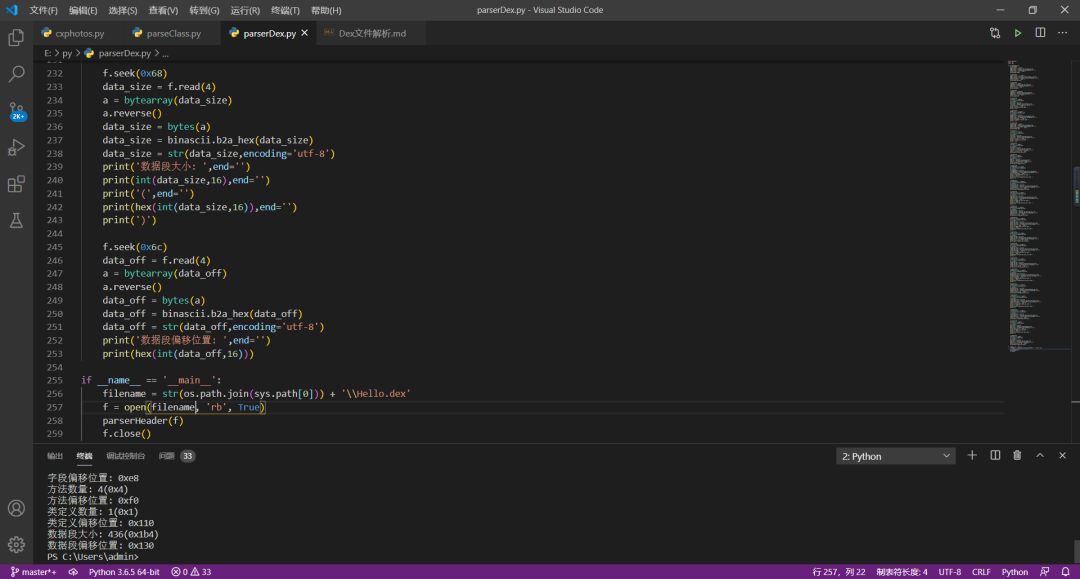 文件(F) 编辑(E) 选择(S) 查看(V) 转到(G) 运行(R) 终端(T) 帮助(H) parserDex.py - Visual Studio Code
cxphotos.py parseClass.py parserDex.py Dex文件解析.md
E: > py > parserDex.py > ...
232 f.seek(0x68)
233 data_size = f.read(4)
234 a = bytearray(data_size)
235 a.reverse()
236 data_size = bytes(a)
237 data_size = binascii.b2a_hex(data_size)
238 data_size = str(data_size,encoding='utf-8')
239 print('数据段大小: ',end='')
240 print(int(data_size,16),end='')
241 print('(',end='')
242 print(hex(int(data_size,16)),end='')
243 print(')')
244
245 f.seek(0x6c)
246 data_off = f.read(4)
247 a = bytearray(data_off)
248 a.reverse()
249 data_off = bytes(a)
250 data_off = binascii.b2a_hex(data_off)
251 data_off = str(data_off,encoding='utf-8')
252 print('数据段偏移位置: ',end='')
253 print(hex(int(data_off,16)))
254
255 if __name__ == '__main__':
256 filename = str(os.path.join(sys.path[0])) + '\\Hello.dex'
257 f = open(filename, 'rb', True)
258 parserHeader(f)
259 f.close()
2K+
输出 终端 调试控制台 问题 33 2: Python
字段偏移位置: 0xe8
方法数量: 4(0x4)
方法偏移位置: 0xf0
类定义数量: 1(0x1)
类定义偏移位置: 0x110
数据段大小: 436(0x1b4)
数据段偏移位置: 0x130
PS C:\Users\admin>
master*+ Python 3.6.5 64-bit 0 33 行 257，列 22 制表符长度: 4 UTF-8 CRLF Python